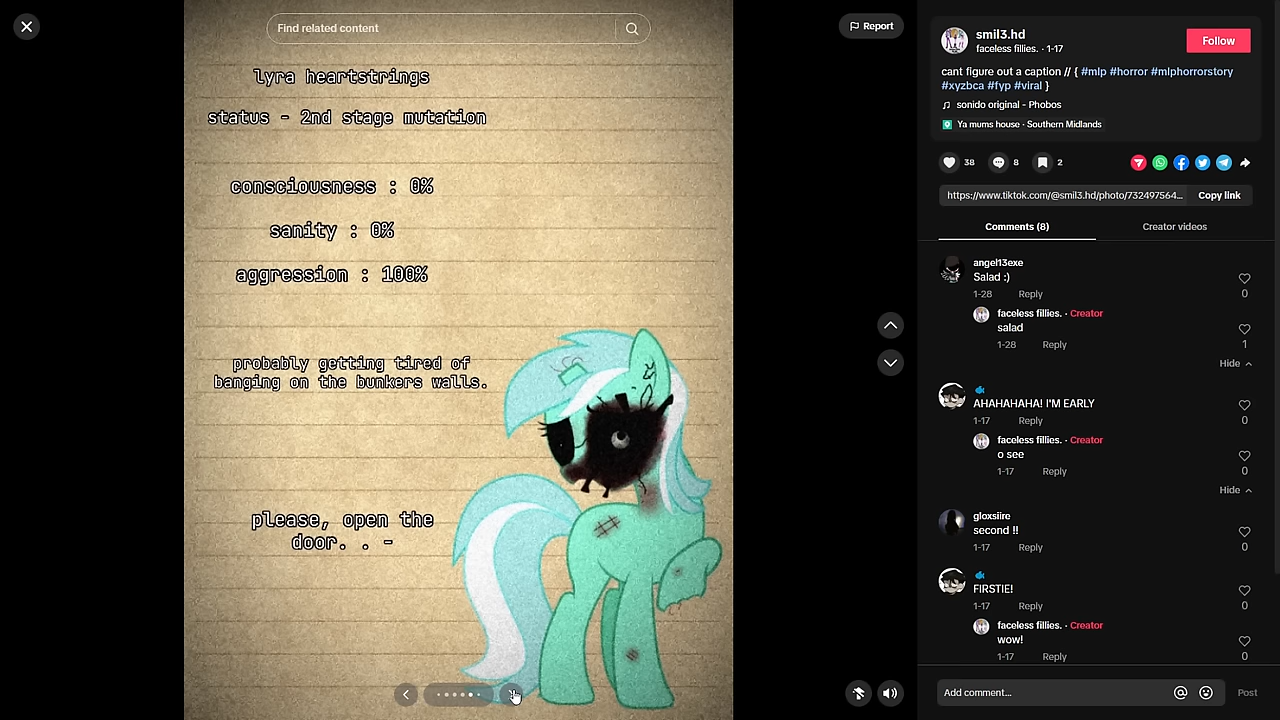 Find related content
Report
lyra heartstrings
status - 2nd stage mutation
consciousness : 0%
sanity : 0%
aggression : 100%
probably getting tired of
banging on the bunkers walls.
please, open the
door. . -
smil3.hd
faceless fillies. · 1-17
Follow
cant figure out a caption // { #mlp #horror #mlphorrorstory
#xyzbca #fyp #viral }
sonido original - Phobos
Ya mums house · Southern Midlands
38
8
2
https://www.tiktok.com/@smil3.hd/photo/732497564...
Copy link
Comments (8)
Creator videos
angel13exe
Salad :)
1-28 Reply
0
faceless fillies. · Creator
salad
1-28 Reply
1
Hide
AHAHAHAHA! I'M EARLY
1-17 Reply
0
faceless fillies. · Creator
o see
1-17 Reply
0
Hide
gloxsiire
second !!
1-17 Reply
0
FIRSTIE!
1-17 Reply
0
faceless fillies. · Creator
wow!
1-17 Reply
0
Add comment...
Post